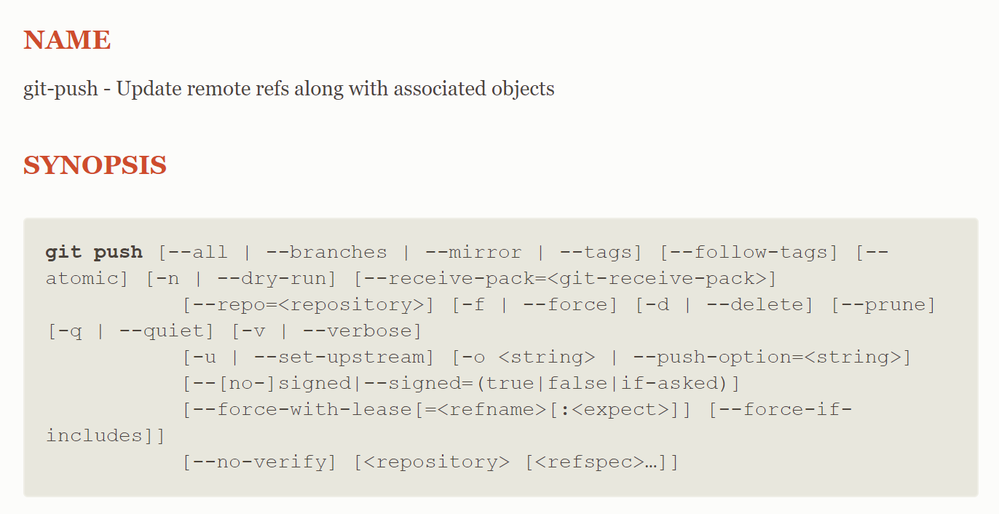 NAME
git-push - Update remote refs along with associated objects
SYNOPSIS
git push [--all | --branches | --mirror | --tags] [--follow-tags] [--
atomic] [-n | --dry-run] [--receive-pack=<git-receive-pack>]
[--repo=<repository>] [-f | --force] [-d | --delete] [--prune]
[-q | --quiet] [-v | --verbose]
[-u | --set-upstream] [-o <string> | --push-option=<string>]
[--[no-]signed|--signed=(true|false|if-asked)]
[--force-with-lease[=<refname>[:<expect>]] [--force-if-
includes]]
[--no-verify] [<repository> [<refspec>…]]